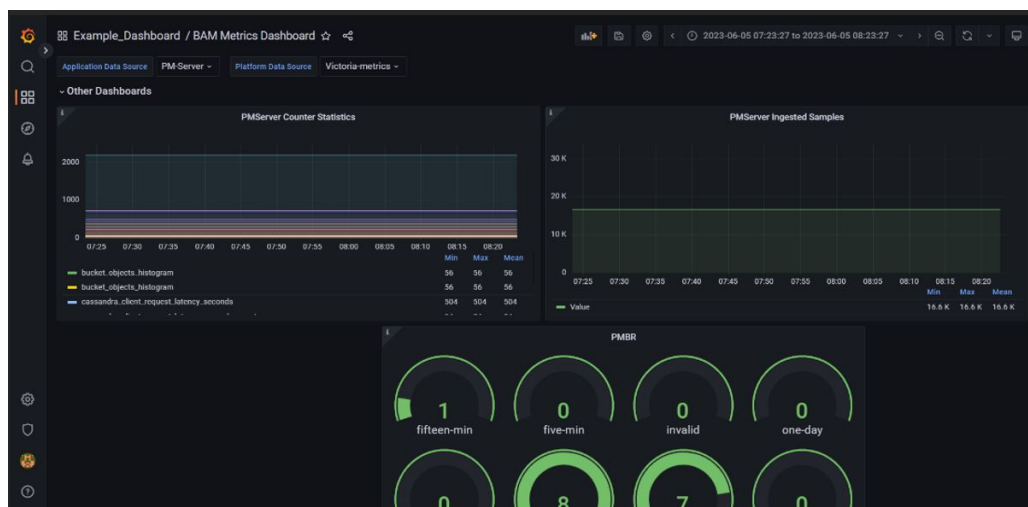 Example_Dashboard / BAM Metrics Dashboard
2023-06-05 07:23:27 to 2023-06-05 08:23:27
Application Data Source PM-Server Platform Data Source Victoria-metrics
Other Dashboards
PMServer Counter Statistics
2000
1000
0
07:25 07:30 07:35 07:40 07:45 07:50 07:55 08:00 08:05 08:10 08:15 08:20
Min Max Mean
bucket_objects_histogram 56 56 56
bucket_objects_histogram 56 56 56
cassandra_client_request_latency_seconds 504 504 504
PMServer Ingested Samples
30 K
20 K
10 K
0
07:25 07:30 07:35 07:40 07:45 07:50 07:55 08:00 08:05 08:10 08:15 08:20
Min Max Mean
Value 16.6 K 16.6 K 16.6 K
PMBR
1 0 0 0
fifteen-min five-min invalid one-day
0 8 7 0